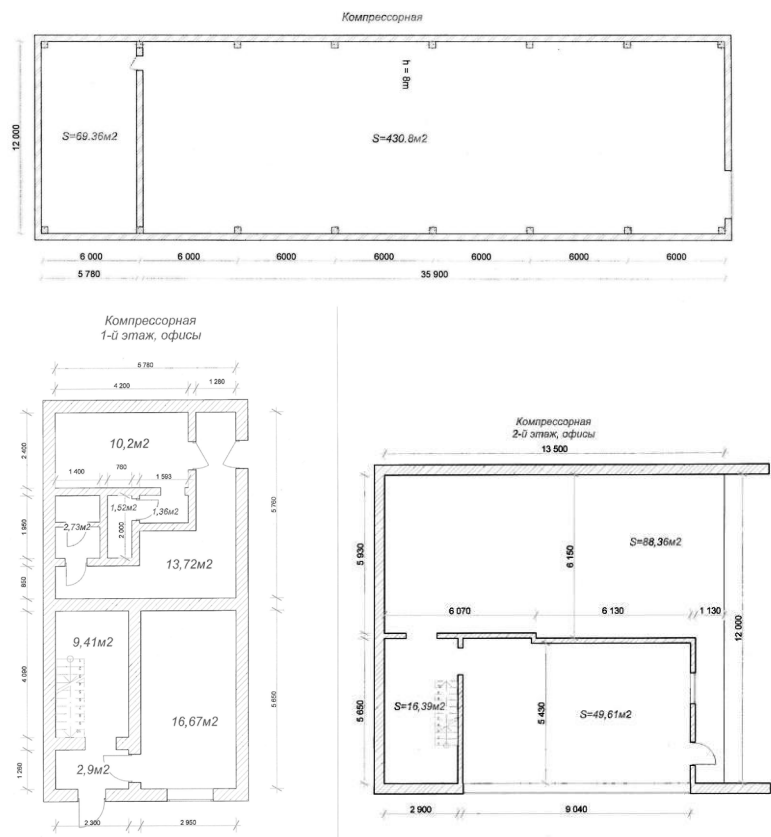 Компрессорная
h = 8m
12 000
S=69.36м2
S=430.8м2
6 000
6 000
6000
6000
6000
6000
6000
5 780
35 900
Компрессорная
1-й этаж, офисы
5 780
4 200
1 280
10,2м2
2 400
1 400
760
1 593
1,52м2
1,36м2
2,73м2
2 000
1 950
5 760
13,72м2
850
9,41м2
4 090
16,67м2
5 650
2,9м2
1 260
2 300
2 950
Компрессорная
2-й этаж, офисы
13 500
S=88,36м2
5 930
6 150
6 070
6 130
1 130
12 000
S=16,39м2
5 650
5 430
S=49,61м2
2 900
9 040